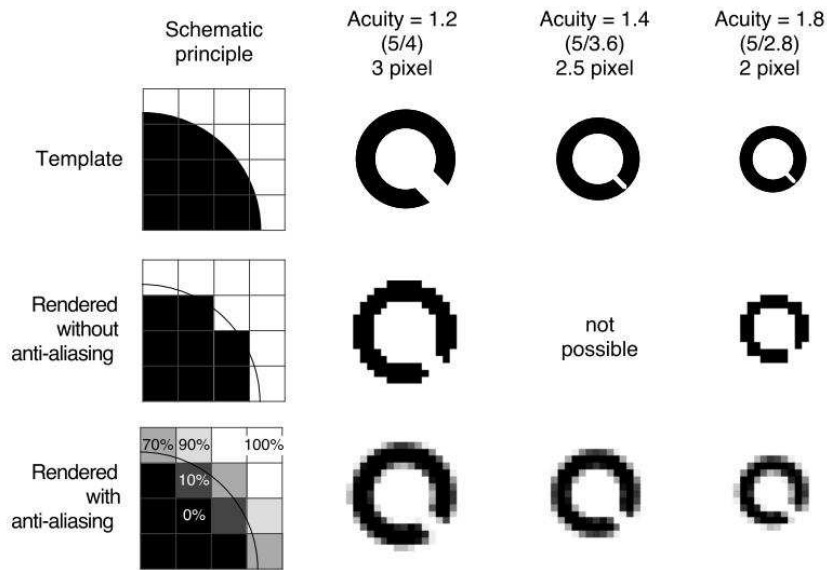 Schematic
principle
Acuity = 1.2
(5/4)
3 pixel
Acuity = 1.4
(5/3.6)
2.5 pixel
Acuity = 1.8
(5/2.8)
2 pixel
Template
Rendered
without
anti-aliasing
not
possible
Rendered
with
anti-aliasing
70% 90% 100%
10%
0%